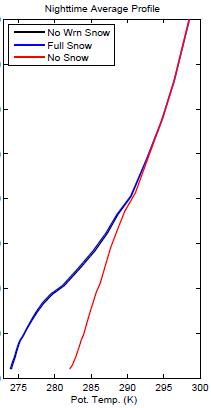 Nighttime Average Profile
No Wrn Snow
Full Snow
No Snow
275 280 285 290 295 300
Pot. Temp. (K)